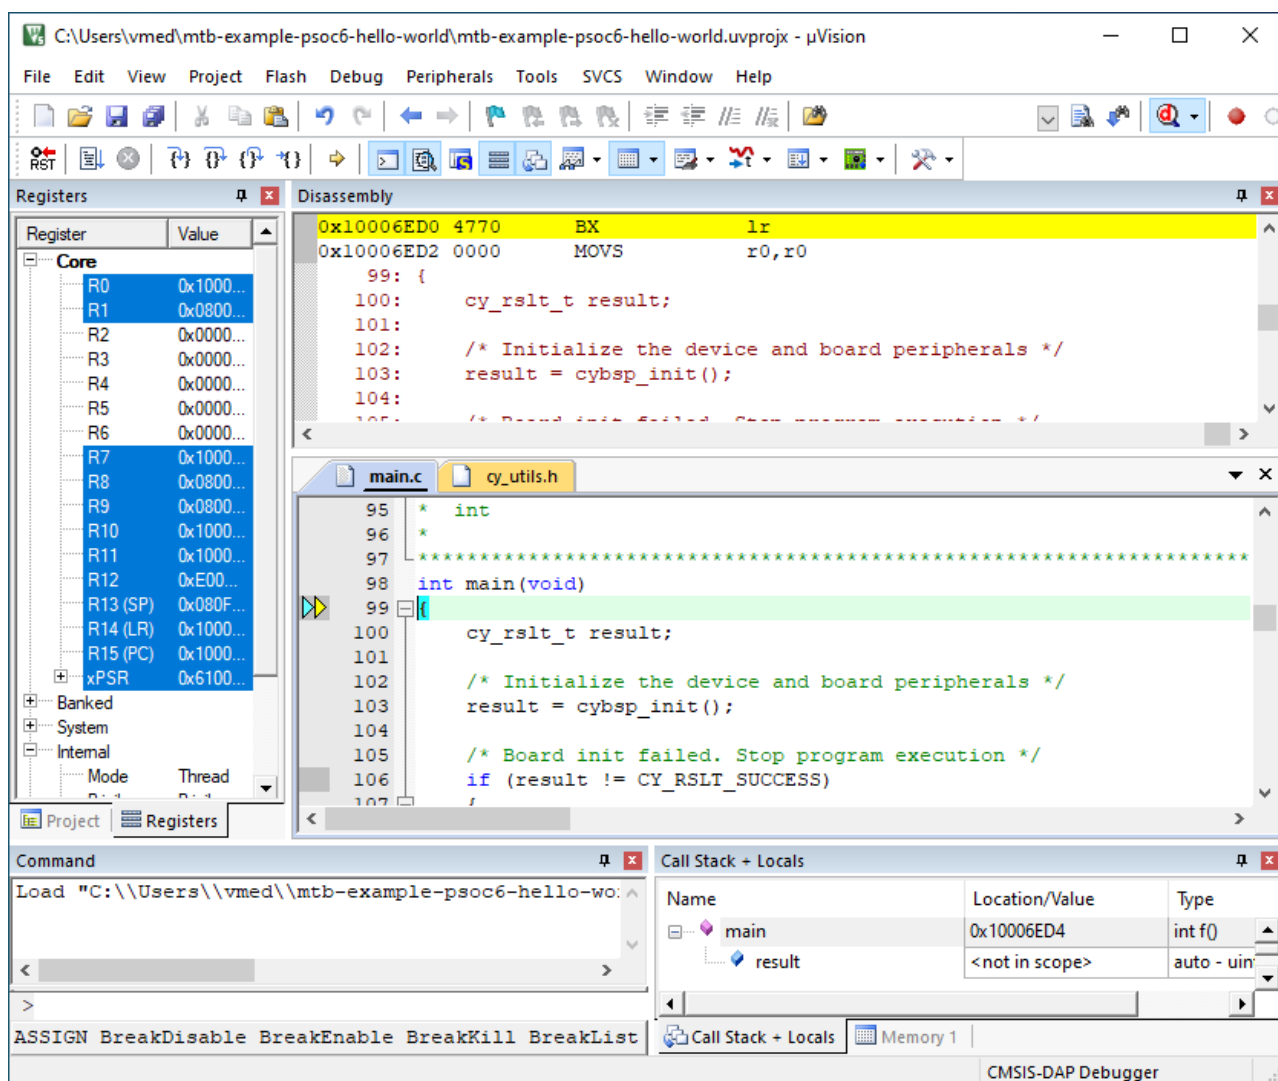 C:\Users\vmed\mtb-example-psoc6-hello-world\mtb-example-psoc6-hello-world.uvprojx - µVision
File Edit View Project Flash Debug Peripherals Tools SVCS Window Help
RST
Registers
Register Value
Core
R0 0x1000...
R1 0x0800...
R2 0x0000...
R3 0x0000...
R4 0x0000...
R5 0x0000...
R6 0x0000...
R7 0x1000...
R8 0x0800...
R9 0x0800...
R10 0x1000...
R11 0x1000...
R12 0xE00...
R13 (SP) 0x080F...
R14 (LR) 0x1000...
R15 (PC) 0x1000...
xPSR 0x6100...
Banked
System
Internal
Mode Thread
Project Registers
Disassembly
0x10006ED0 4770 BX lr
0x10006ED2 0000 MOVS r0,r0
99: {
100: cy_rslt_t result;
101:
102: /* Initialize the device and board peripherals */
103: result = cybsp_init();
104:
105: /* Board init failed. Stop program execution */
main.c cy_utils.h
95 * int
96 *
97 ********************************************************************
98 int main(void)
99 {
100 cy_rslt_t result;
101
102 /* Initialize the device and board peripherals */
103 result = cybsp_init();
104
105 /* Board init failed. Stop program execution */
106 if (result != CY_RSLT_SUCCESS)
107 {
Command
Load "C:\\Users\\vmed\\mtb-example-psoc6-hello-wo
>
ASSIGN BreakDisable BreakEnable BreakKill BreakList
Call Stack + Locals
Name Location/Value Type
main 0x10006ED4 int f()
result <not in scope> auto - uin
Call Stack + Locals Memory 1
CMSIS-DAP Debugger